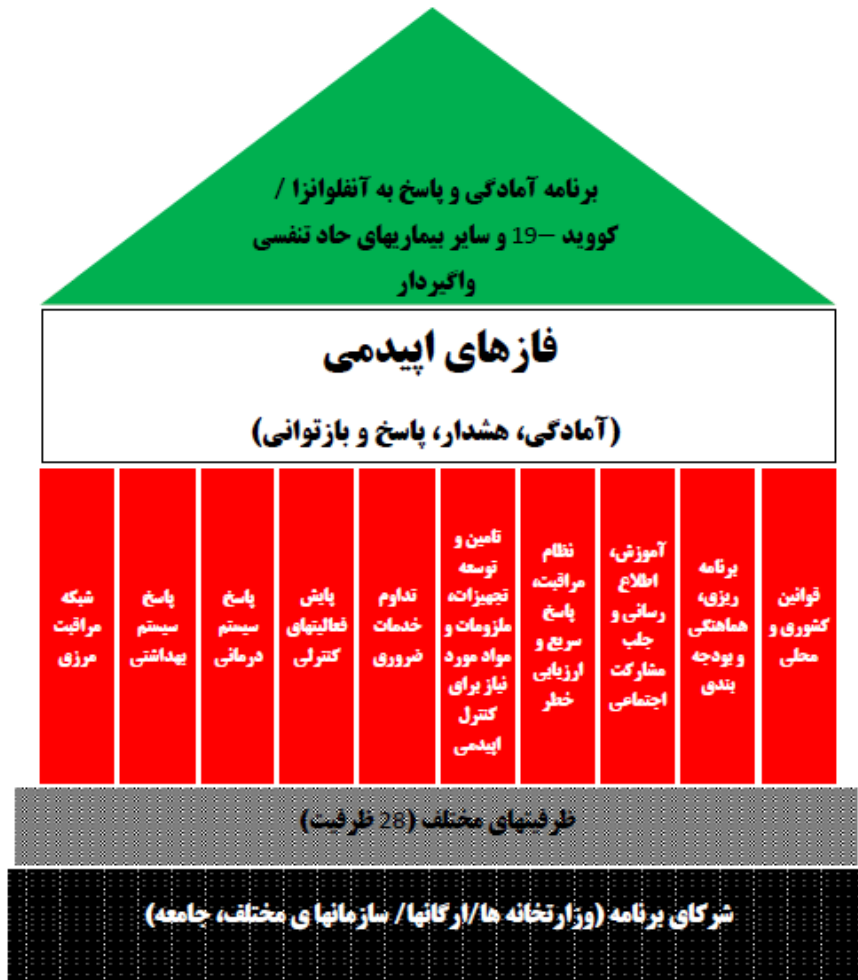 برنامه آمادگی و پاسخ به آنفلوانزا /
کووید –19 و سایر بیماریهای حاد تنفسی
واگیردار
فازهای اپیدمی
(آمادگی، هشدار، پاسخ و بازتوانی)
قوانین
کشوری و
محلی
برنامه
ریزی،
هماهنگی
و بودجه
بندی
آموزش،
اطلاع
رسانی و
جلب
مشارکت
اجتماعی
نظام
مراقبت،
پاسخ
سریع و
ارزیابی
خطر
تامین و
توسعه
تجهیزات،
ملزومات و
مواد مورد
نیاز برای
کنترل
اپیدمی
تداوم
خدمات
ضروری
پایش
فعالیتهای
کنترلی
پاسخ
سیستم
درمانی
پاسخ
سیستم
بهداشتی
شبکه
مراقبت
مرزی
ظرفیتهای مختلف (28 ظرفیت)
شرکای برنامه (وزارتخانه ها/ارگانها/ سازمانها ی مختلف، جامعه)